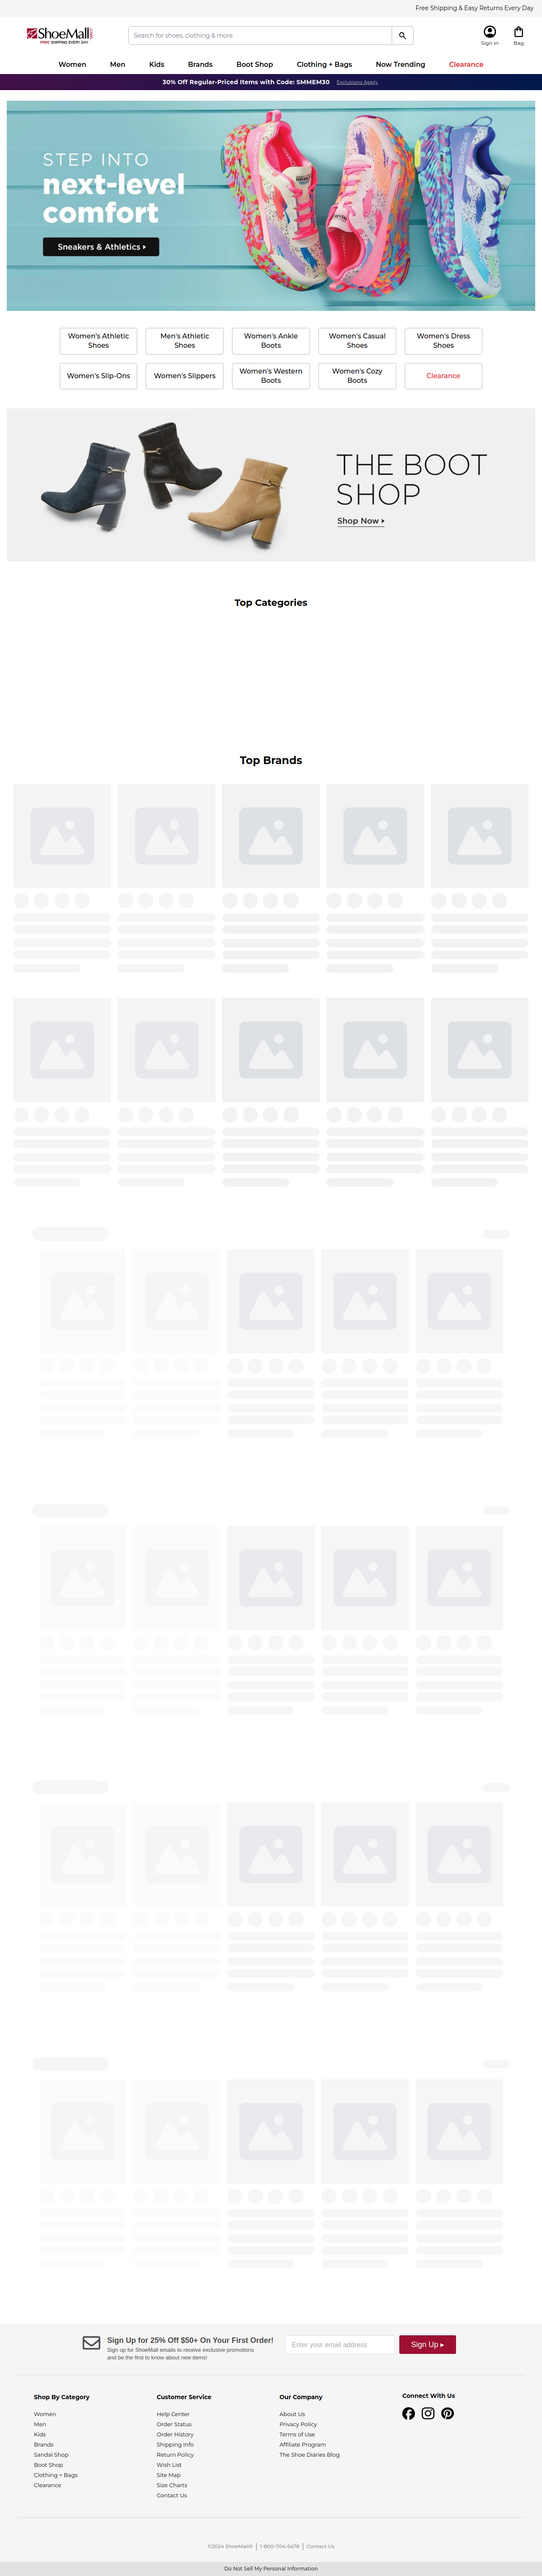 Free Shipping & Easy Returns Every Day
ShoeMall
FREE SHIPPING EVERY DAY
Search for shoes, clothing & more
Sign In
Bag
Women
Men
Kids
Brands
Boot Shop
Clothing + Bags
Now Trending
Clearance
30% Off Regular-Priced Items with Code: SMMEM30 Exclusions Apply
STEP INTO
next-level
comfort
Sneakers & Athletics
SKECHERS
Women's Athletic
Shoes
Men's Athletic
Shoes
Women's Ankle
Boots
Women's Casual
Shoes
Women's Dress
Shoes
Women's Slip-Ons
Women's Slippers
Women's Western
Boots
Women's Cozy
Boots
Clearance
THE BOOT
SHOP
Shop Now
Top Categories
Top Brands
Sign Up for 25% Off $50+ On Your First Order!
Sign up for ShoeMall emails to receive exclusive promotions
and be the first to know about new items!
Enter your email address
Sign Up ▸
Shop By Category
Women
Men
Kids
Brands
Sandal Shop
Boot Shop
Clothing + Bags
Clearance
Customer Service
Help Center
Order Status
Order History
Shipping Info
Return Policy
Wish List
Site Map
Size Charts
Contact Us
Our Company
About Us
Privacy Policy
Terms of Use
Affiliate Program
The Shoe Diaries Blog
Connect With Us
©2024 ShoeMall® | 1-800-704-5478 | Contact Us
Do Not Sell My Personal Information